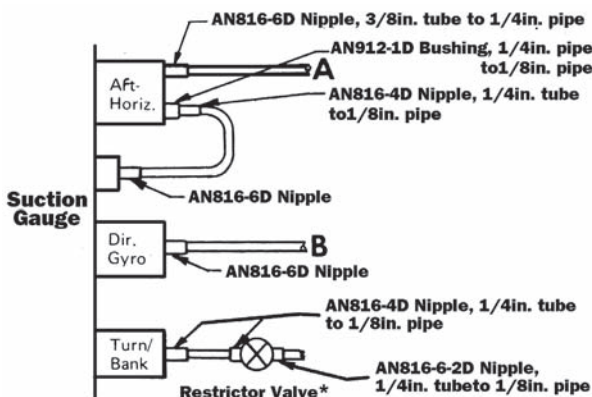 AN816-6D Nipple, 3/8in. tube to 1/4in. pipe
AN912-1D Bushing, 1/4in. pipe
to1/8in. pipe
A
Aft-
Horiz.
AN816-4D Nipple, 1/4in. tube
to1/8in. pipe
AN816-6D Nipple
Suction
Gauge
Dir.
Gyro
B
AN816-6D Nipple
AN816-4D Nipple, 1/4in. tube
to 1/8in. pipe
Turn/
Bank
AN816-6-2D Nipple,
1/4in. tubeto 1/8in. pipe
Restrictor Valve*